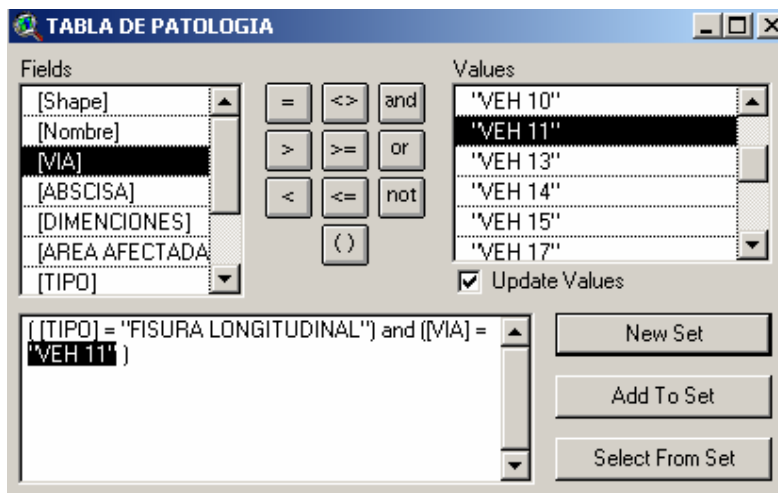 TABLA DE PATOLOGIA
Fields
[Shape]
[Nombre]
[VIA]
[ABSCISA]
[DIMENCIONES]
[AREA AFECTADA
[TIPO]
= <> and
> >= or
< <= not
( )
Values
"VEH 10"
"VEH 11"
"VEH 13"
"VEH 14"
"VEH 15"
"VEH 17"
Update Values
( [TIPO] = "FISURA LONGITUDINAL") and ([VIA] =
"VEH 11" )
New Set
Add To Set
Select From Set